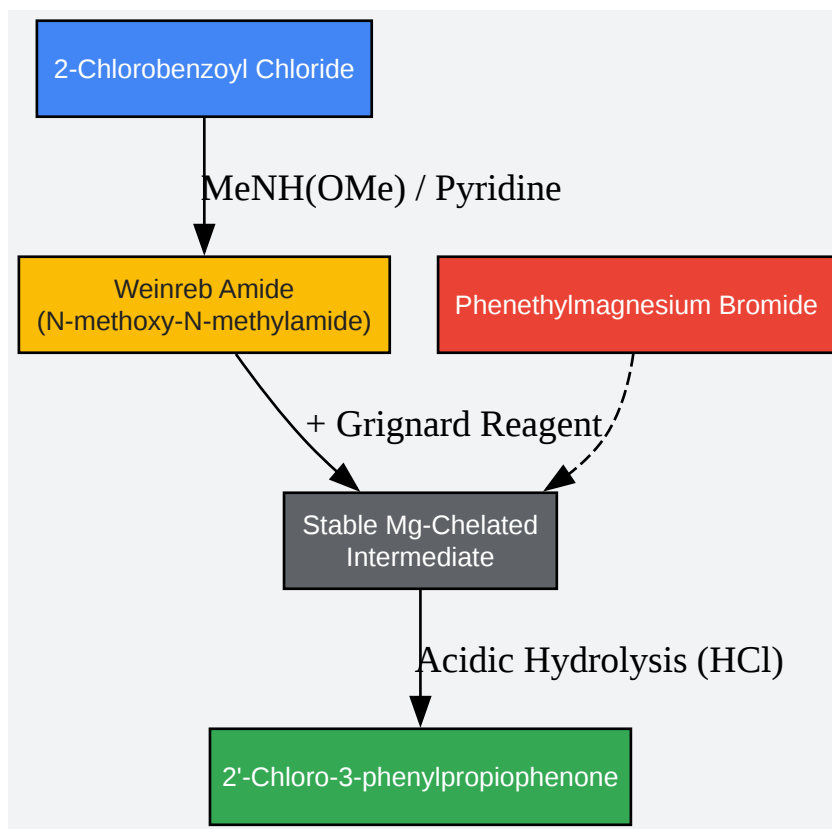 2-Chlorobenzoyl Chloride
MeNH(OMe) / Pyridine
Weinreb Amide
(N-methoxy-N-methylamide)
Phenethylmagnesium Bromide
+ Grignard Reagent
Stable Mg-Chelated
Intermediate
Acidic Hydrolysis (HCl)
2'-Chloro-3-phenylpropiophenone